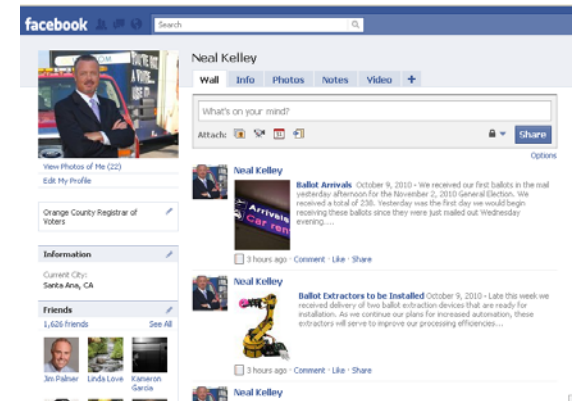 facebook
Search
OM
Neal Kelley
Wall Info Photos Notes Video +
What's on your mind?
Attach:
31
Share
Options
View Photos of Me (22)
Edit My Profile
Orange County Registrar of
Voters
Information
Current City:
Santa Ana, CA
Friends
1,626 friends See All
Jim Palmer Linda Love Kameron
Garcia
Neal Kelley
Ballot Arrivals October 9, 2010 - We received our first ballots in the mail
yesterday afternoon for the November 2, 2010 General Election. We
received a total of 238. Yesterday was the first day we would begin
receiving these ballots since they were just mailed out Wednesday
evening....
Arrivals
Car rent
3 hours ago · Comment · Like · Share
Neal Kelley
Ballot Extractors to be Installed October 9, 2010 - Late this week we
received delivery of two ballot extraction devices that are ready for
installation. As we continue our plans for increased automation, these
extractors will serve to improve our processing efficiencies...
3 hours ago · Comment · Like · Share
Neal Kelley